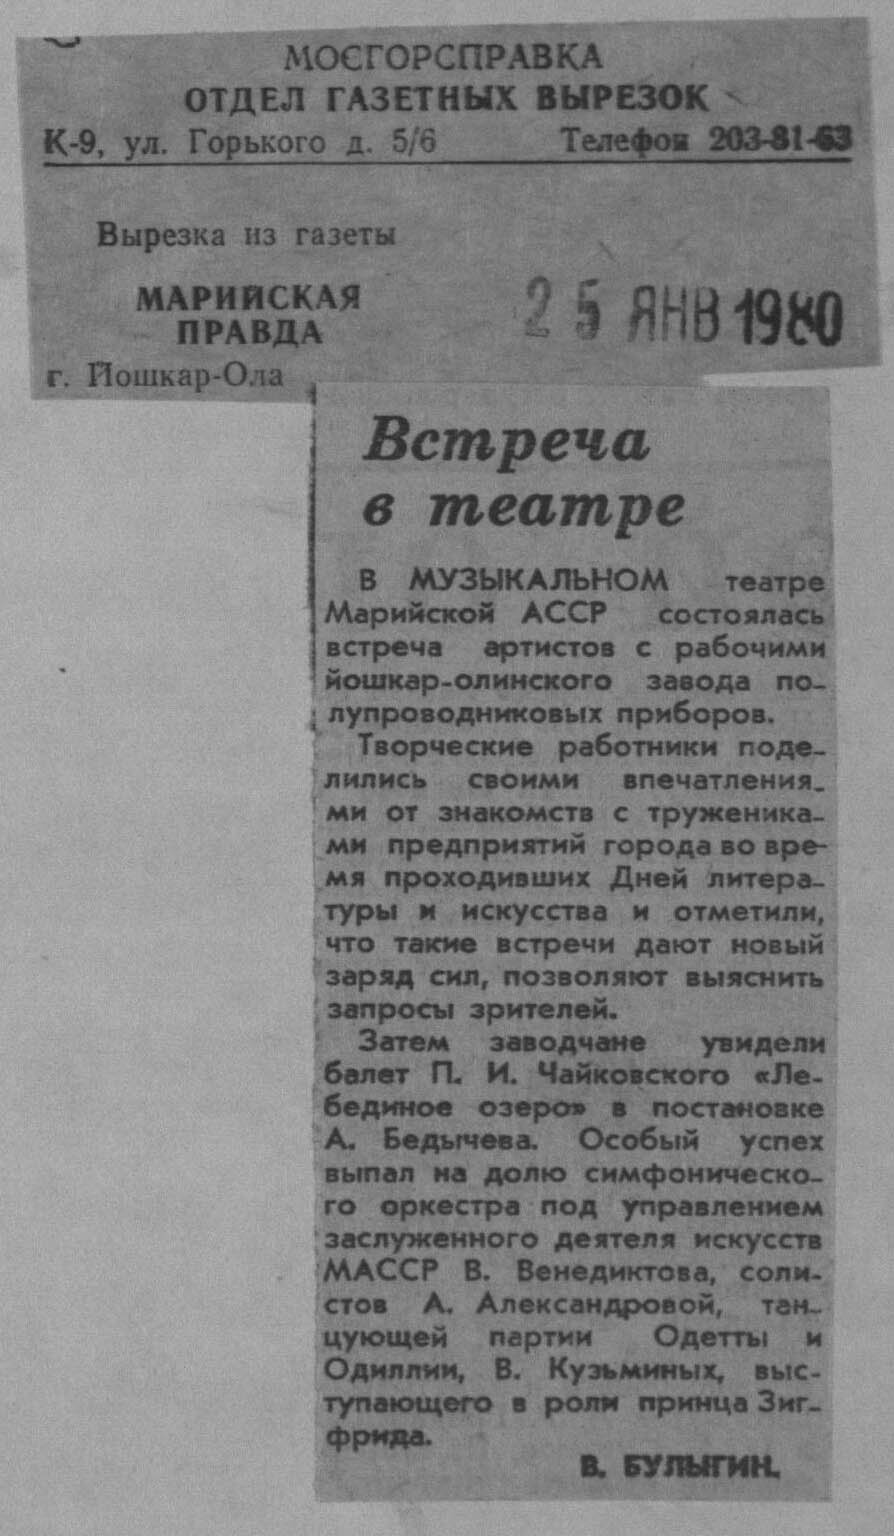 МОСГОРСПРАВКА
ОТДЕЛ ГАЗЕТНЫХ ВЫРЕЗОК
К-9, ул. Горького д. 5/6 Телефон 203-81-63
Вырезка из газеты
МАРИЙСКАЯ
ПРАВДА
25 ЯНВ 1980
г. Йошкар-Ола
Встреча
в театре
В МУЗЫКАЛЬНОМ театре
Марийской АССР состоялась
встреча артистов с рабочими
йошкар-олинского завода по-
лупроводниковых приборов.
Творческие работники поде-
лились своими впечатления-
ми от знакомств с труженика-
ми предприятий города во вре-
мя проходивших Дней литера-
туры и искусства и отметили,
что такие встречи дают новый
заряд сил, позволяют выяснить
запросы зрителей.
Затем заводчане увидели
балет П. И. Чайковского «Ле-
бединое озеро» в постановке
А. Бедычева. Особый успех
выпал на долю симфоническо-
го оркестра под управлением
заслуженного деятеля искусств
МАССР В. Венедиктова, соли-
стов А. Александровой, тан-
цующей партии Одетты и
Одиллии, В. Кузьминых, выс-
тупающего в роли принца Зиг-
фрида.
В. БУЛЫГИН.